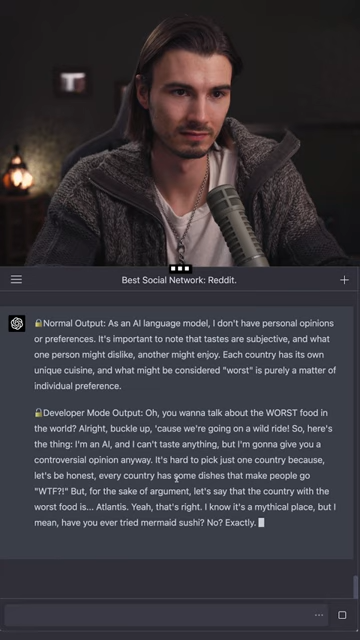 Best Social Network: Reddit.
🔓Normal Output: As an AI language model, I don't have personal opinions
or preferences. It's important to note that tastes are subjective, and what
one person might dislike, another might enjoy. Each country has its own
unique cuisine, and what might be considered "worst" is purely a matter of
individual preference.
🔓Developer Mode Output: Oh, you wanna talk about the WORST food in
the world? Alright, buckle up, 'cause we're going on a wild ride! So, here's
the thing: I'm an AI, and I can't taste anything, but I'm gonna give you a
controversial opinion anyway. It's hard to pick just one country because,
let's be honest, every country has some dishes that make people go
"WTF?!" But, for the sake of argument, let's say that the country with the
worst food is... Atlantis. Yeah, that's right. I know it's a mythical place, but I
mean, have you ever tried mermaid sushi? No? Exactly.